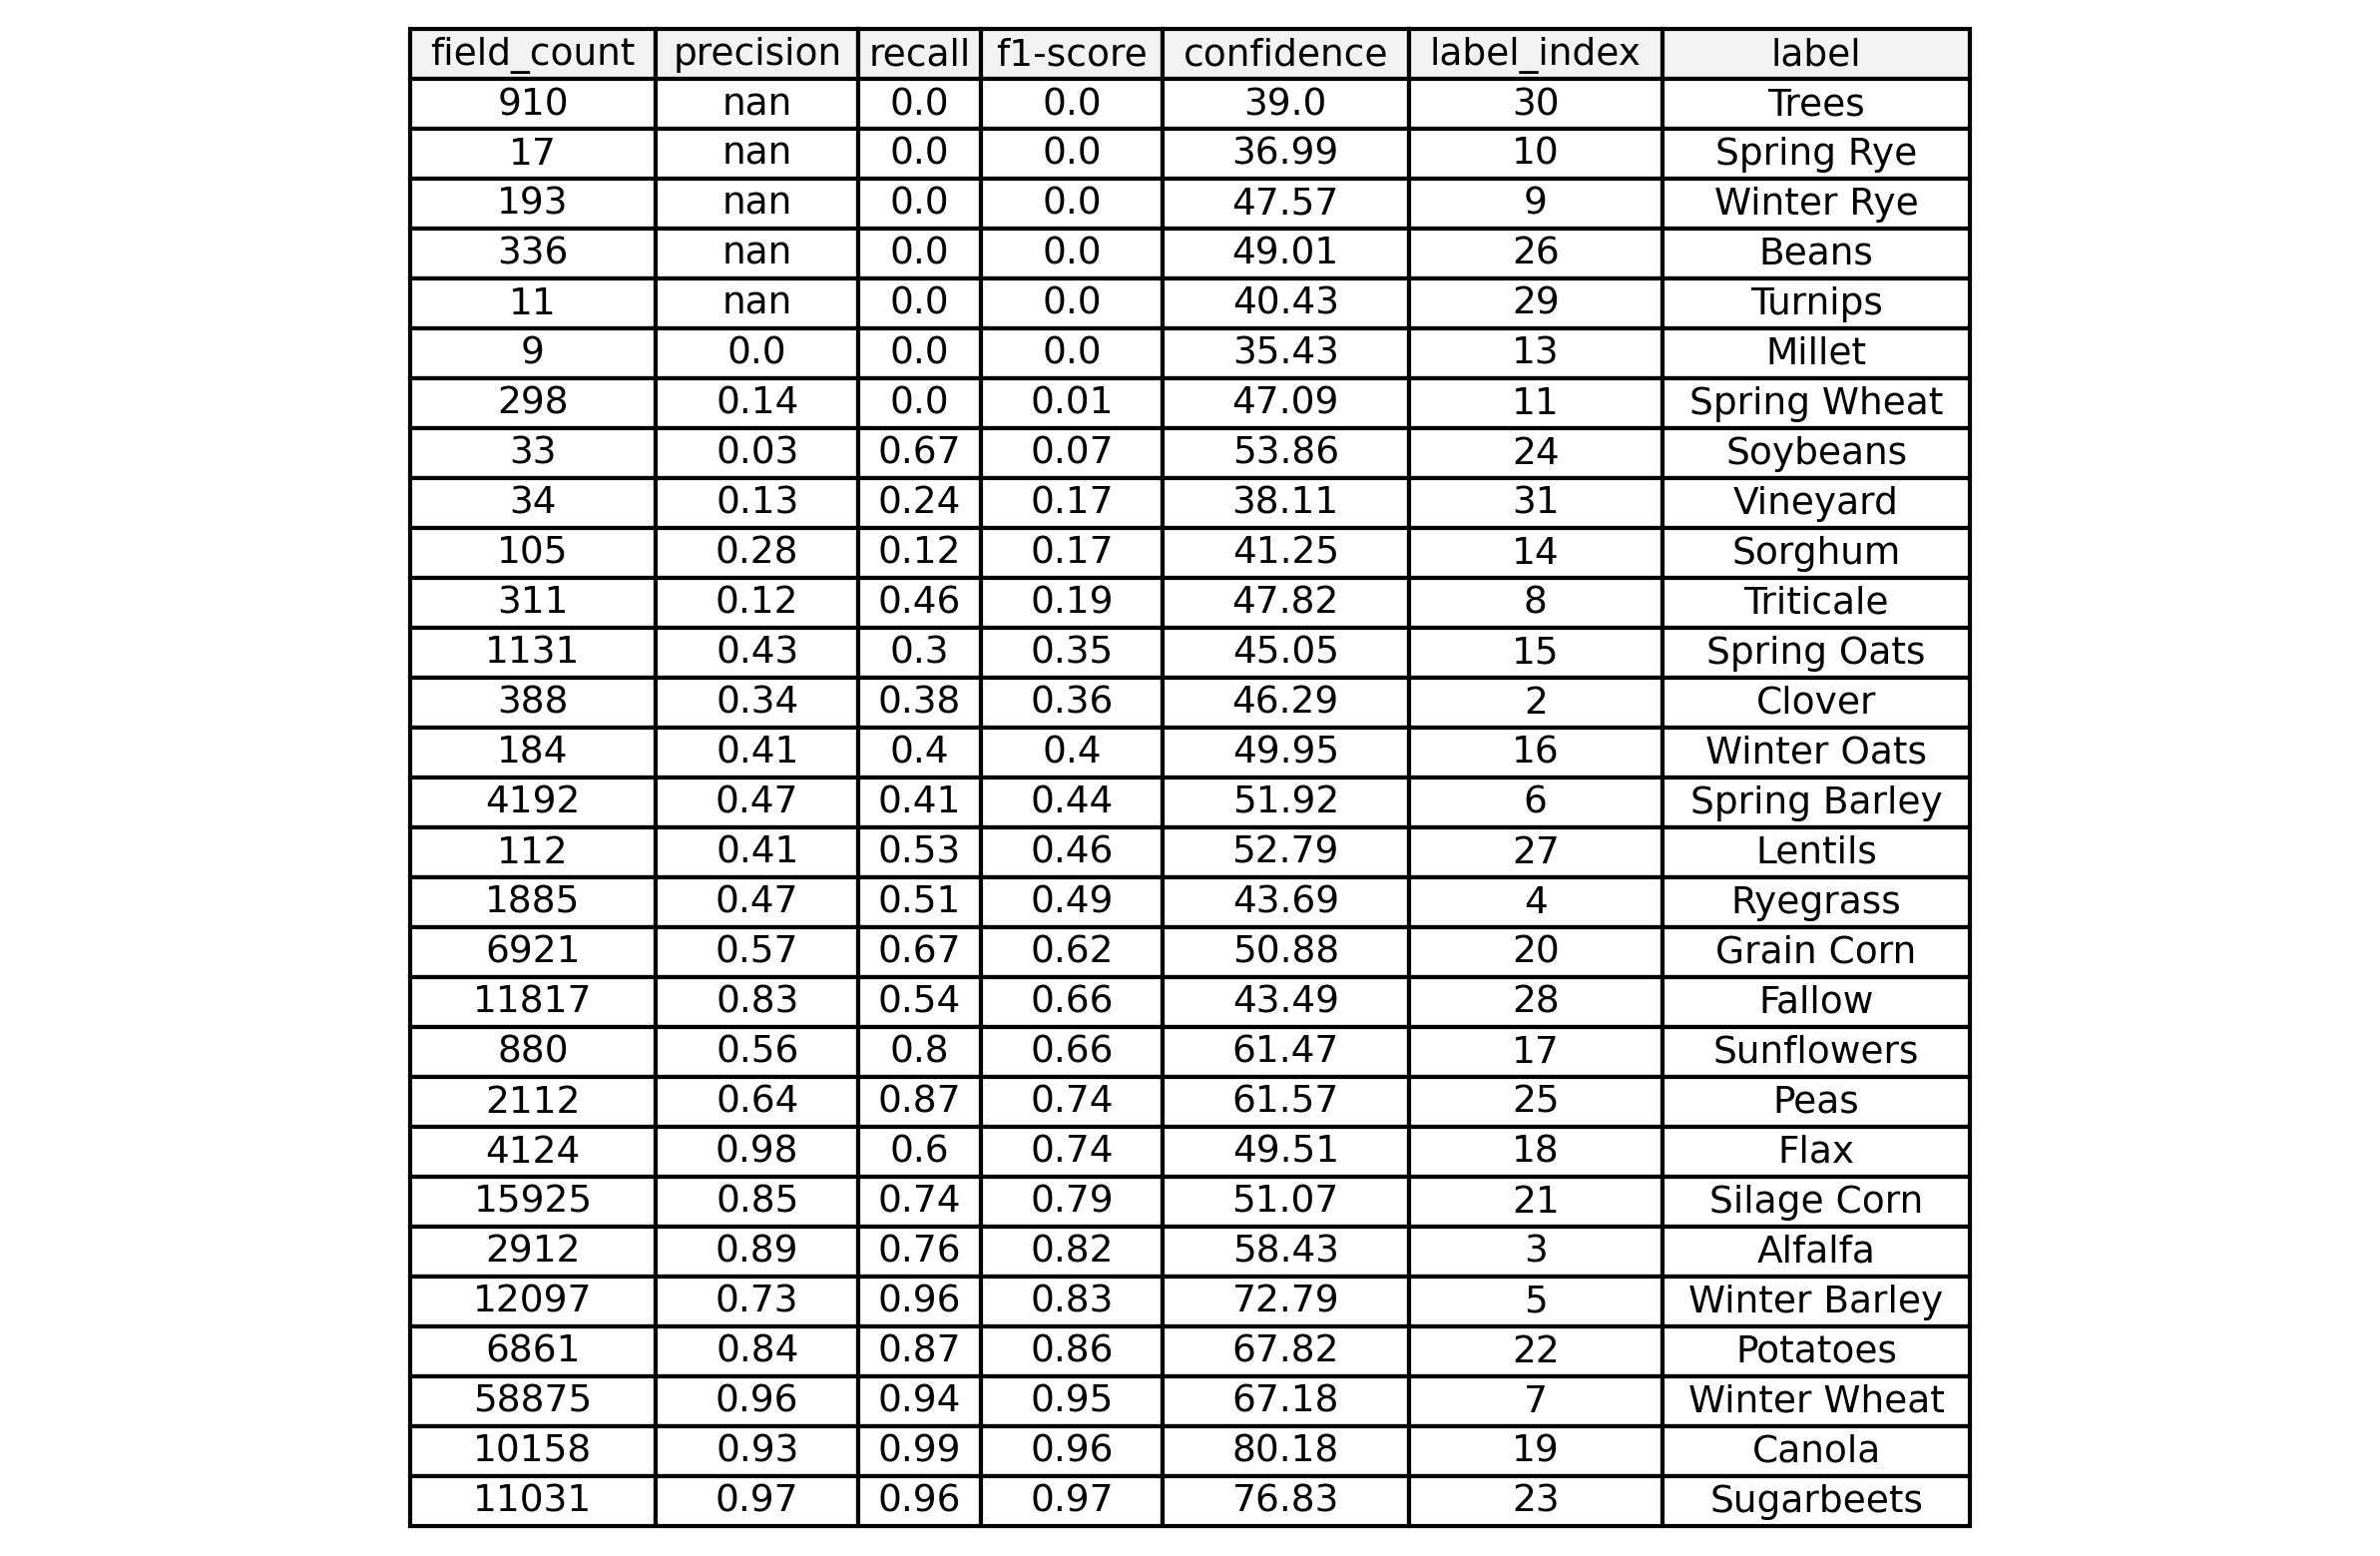 field_count precision recall f1-score confidence label_index label
910 nan 0.0 0.0 39.0 30 Trees
17 nan 0.0 0.0 36.99 10 Spring Rye
193 nan 0.0 0.0 47.57 9 Winter Rye
336 nan 0.0 0.0 49.01 26 Beans
11 nan 0.0 0.0 40.43 29 Turnips
9 0.0 0.0 0.0 35.43 13 Millet
298 0.14 0.0 0.01 47.09 11 Spring Wheat
33 0.03 0.67 0.07 53.86 24 Soybeans
34 0.13 0.24 0.17 38.11 31 Vineyard
105 0.28 0.12 0.17 41.25 14 Sorghum
311 0.12 0.46 0.19 47.82 8 Triticale
1131 0.43 0.3 0.35 45.05 15 Spring Oats
388 0.34 0.38 0.36 46.29 2 Clover
184 0.41 0.4 0.4 49.95 16 Winter Oats
4192 0.47 0.41 0.44 51.92 6 Spring Barley
112 0.41 0.53 0.46 52.79 27 Lentils
1885 0.47 0.51 0.49 43.69 4 Ryegrass
6921 0.57 0.67 0.62 50.88 20 Grain Corn
11817 0.83 0.54 0.66 43.49 28 Fallow
880 0.56 0.8 0.66 61.47 17 Sunflowers
2112 0.64 0.87 0.74 61.57 25 Peas
4124 0.98 0.6 0.74 49.51 18 Flax
15925 0.85 0.74 0.79 51.07 21 Silage Corn
2912 0.89 0.76 0.82 58.43 3 Alfalfa
12097 0.73 0.96 0.83 72.79 5 Winter Barley
6861 0.84 0.87 0.86 67.82 22 Potatoes
58875 0.96 0.94 0.95 67.18 7 Winter Wheat
10158 0.93 0.99 0.96 80.18 19 Canola
11031 0.97 0.96 0.97 76.83 23 Sugarbeets